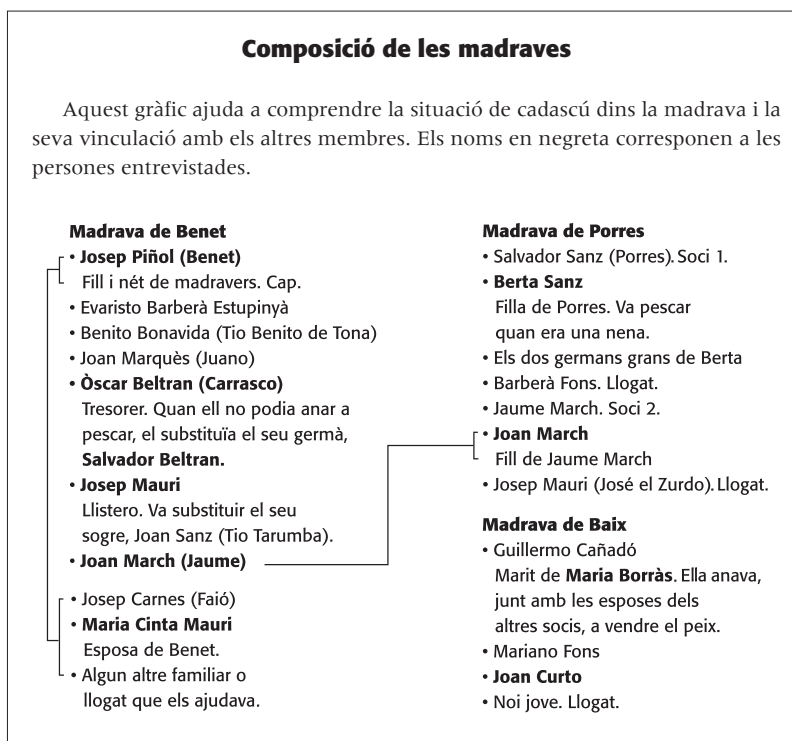 Composició de les madraves
Aquest gràfic ajuda a comprendre la situació de cadascú dins la madrava i la
seva vinculació amb els altres membres. Els noms en negreta corresponen a les
persones entrevistades.
Madrava de Benet
• Josep Piñol (Benet)
Fill i nét de madravers. Cap.
• Evaristo Barberà Estupinyà
• Benito Bonavida (Tio Benito de Tona)
• Joan Marquès (Juano)
• Òscar Beltran (Carrasco)
Tresorer. Quan ell no podia anar a
pescar, el substituïa el seu germà,
Salvador Beltran.
• Josep Mauri
Llistero. Va substituir el seu
sogre, Joan Sanz (Tio Tarumba).
• Joan March (Jaume)
• Josep Carnes (Faió)
• Maria Cinta Mauri
Esposa de Benet.
• Algun altre familiar o
llogat que els ajudava.
Madrava de Porres
• Salvador Sanz (Porres). Soci 1.
• Berta Sanz
Filla de Porres. Va pescar
quan era una nena.
• Els dos germans grans de Berta
• Barberà Fons. Llogat.
• Jaume March. Soci 2.
• Joan March
Fill de Jaume March
• Josep Mauri (José el Zurdo). Llogat.
Madrava de Baix
• Guillermo Cañadó
Marit de Maria Borràs. Ella anava,
junt amb les esposes dels
altres socis, a vendre el peix.
• Mariano Fons
• Joan Curto
• Noi jove. Llogat.